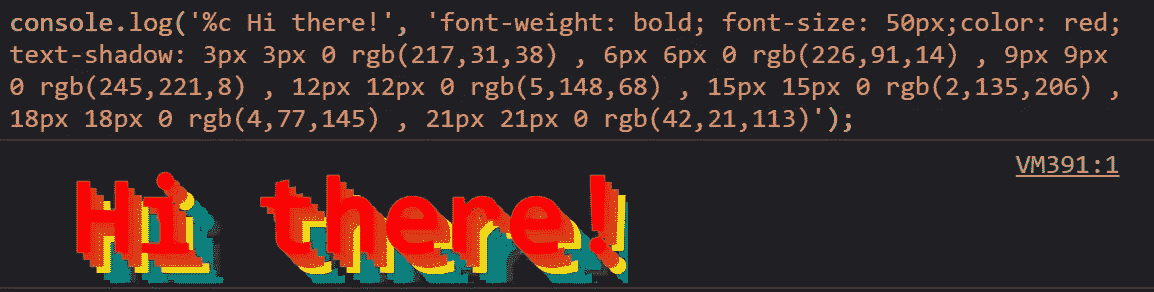 console.log('%c Hi there!', 'font-weight: bold; font-size: 50px;color: red;
text-shadow: 3px 3px 0 rgb(217,31,38) , 6px 6px 0 rgb(226,91,14) , 9px 9px
0 rgb(245,221,8) , 12px 12px 0 rgb(5,148,68) , 15px 15px 0 rgb(2,135,206) ,
18px 18px 0 rgb(4,77,145) , 21px 21px 0 rgb(42,21,113)');
VM391:1
Hi there!